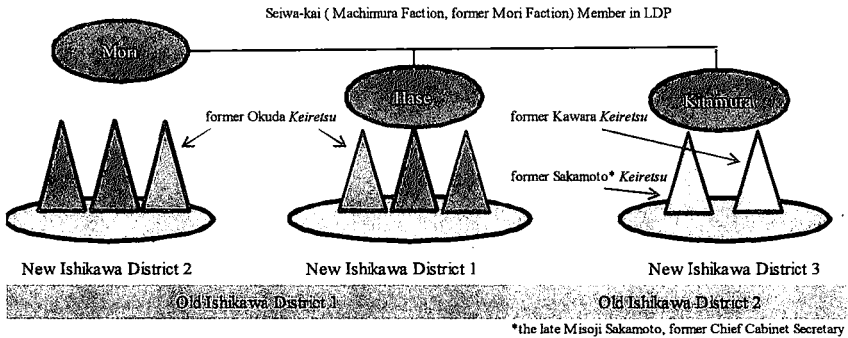 Seiwa-kai ( Machimura Faction, former Mori Faction) Member in LDP
Mori
Hase
Kitamura
former Okuda Keiretsu
former Kawara Keiretsu
former Sakamoto* Keiretsu
New Ishikawa District 2
New Ishikawa District 1
New Ishikawa District 3
Old Ishikawa District 1
Old Ishikawa District 2
*the late Misoji Sakamoto, former Chief Cabinet Secretary